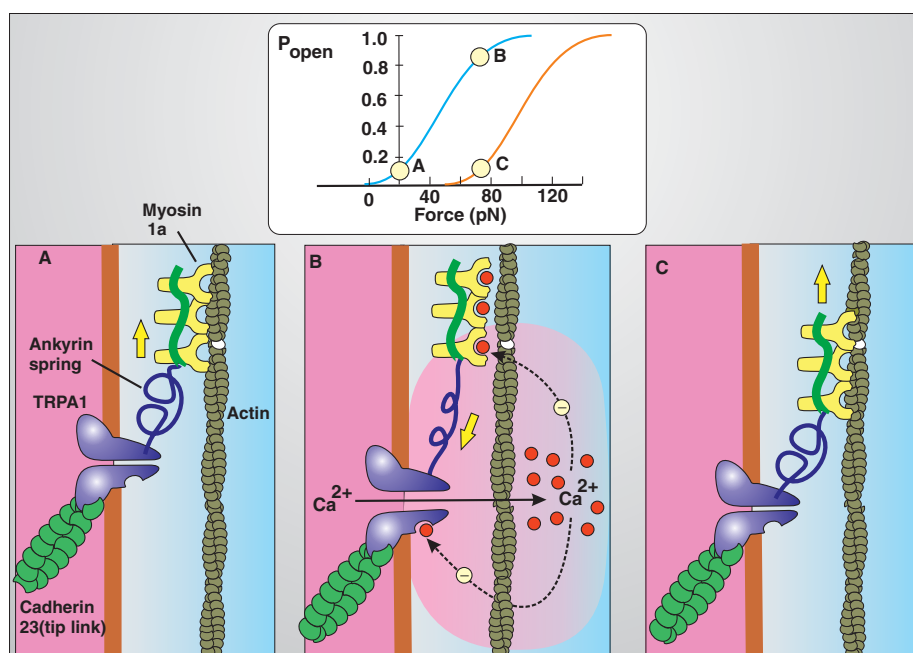 P open
1.0
0.8
0.6
0.4
0.2
B
A
C
0 40 80 120
Force (pN)
A
Myosin
1a
Ankyrin
spring
TRPA1
Actin
Cadherin
23(tip link)
B
−
Ca2+
Ca2+
−
C